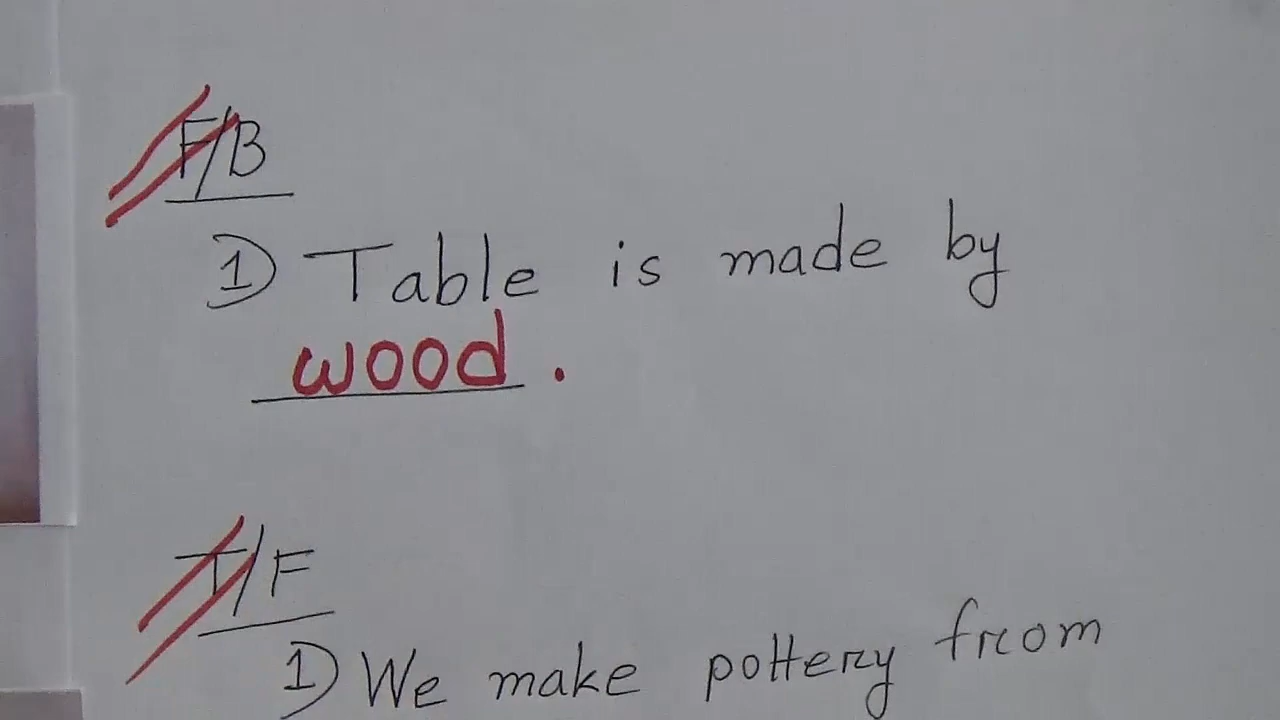 F/B
1) Table is made by
wood.
T/F
1) We make pottery from